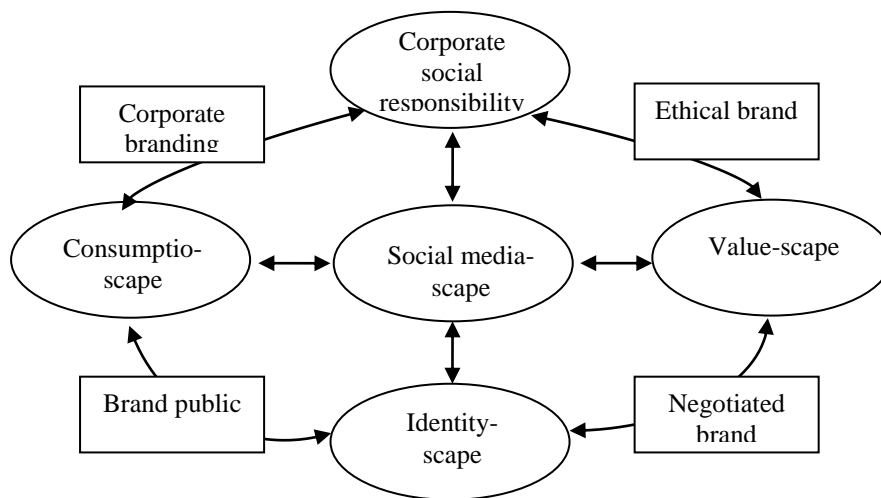 Corporate
social
responsibility
Corporate
branding
Ethical brand
Consumptio-
scape
Social media-
scape
Value-scape
Brand public
Identity-
scape
Negotiated
brand